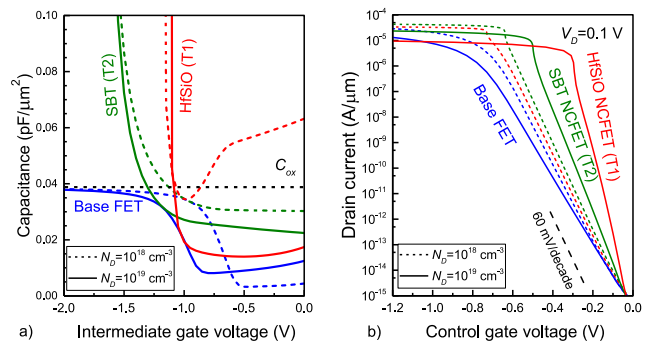 SBT (T2)
HfSiO (T1)
C_ox
Base FET
N_D=10^18 cm^-3
N_D=10^19 cm^-3
0.10
0.08
0.06
0.04
0.02
0.00
Capacitance (pF/μm²)
-2.0 -1.5 -1.0 -0.5 0.0
a) Intermediate gate voltage (V)
V_D=0.1 V
HfSiO NCFET (T1)
SBT NCFET (T2)
Base FET
60 mV/decade
N_D=10^18 cm^-3
N_D=10^19 cm^-3
10^-4
10^-5
10^-6
10^-7
10^-8
10^-9
10^-10
10^-11
10^-12
10^-13
10^-14
10^-15
Drain current (A/μm)
-1.2 -1.0 -0.8 -0.6 -0.4 -0.2 0.0
b) Control gate voltage (V)